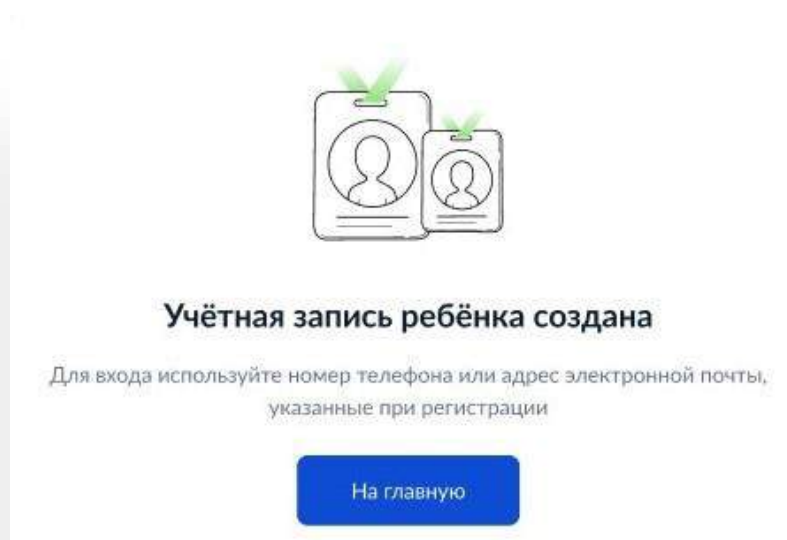 Учётная запись ребёнка создана
Для входа используйте номер телефона или адрес электронной почты,
указанные при регистрации
На главную